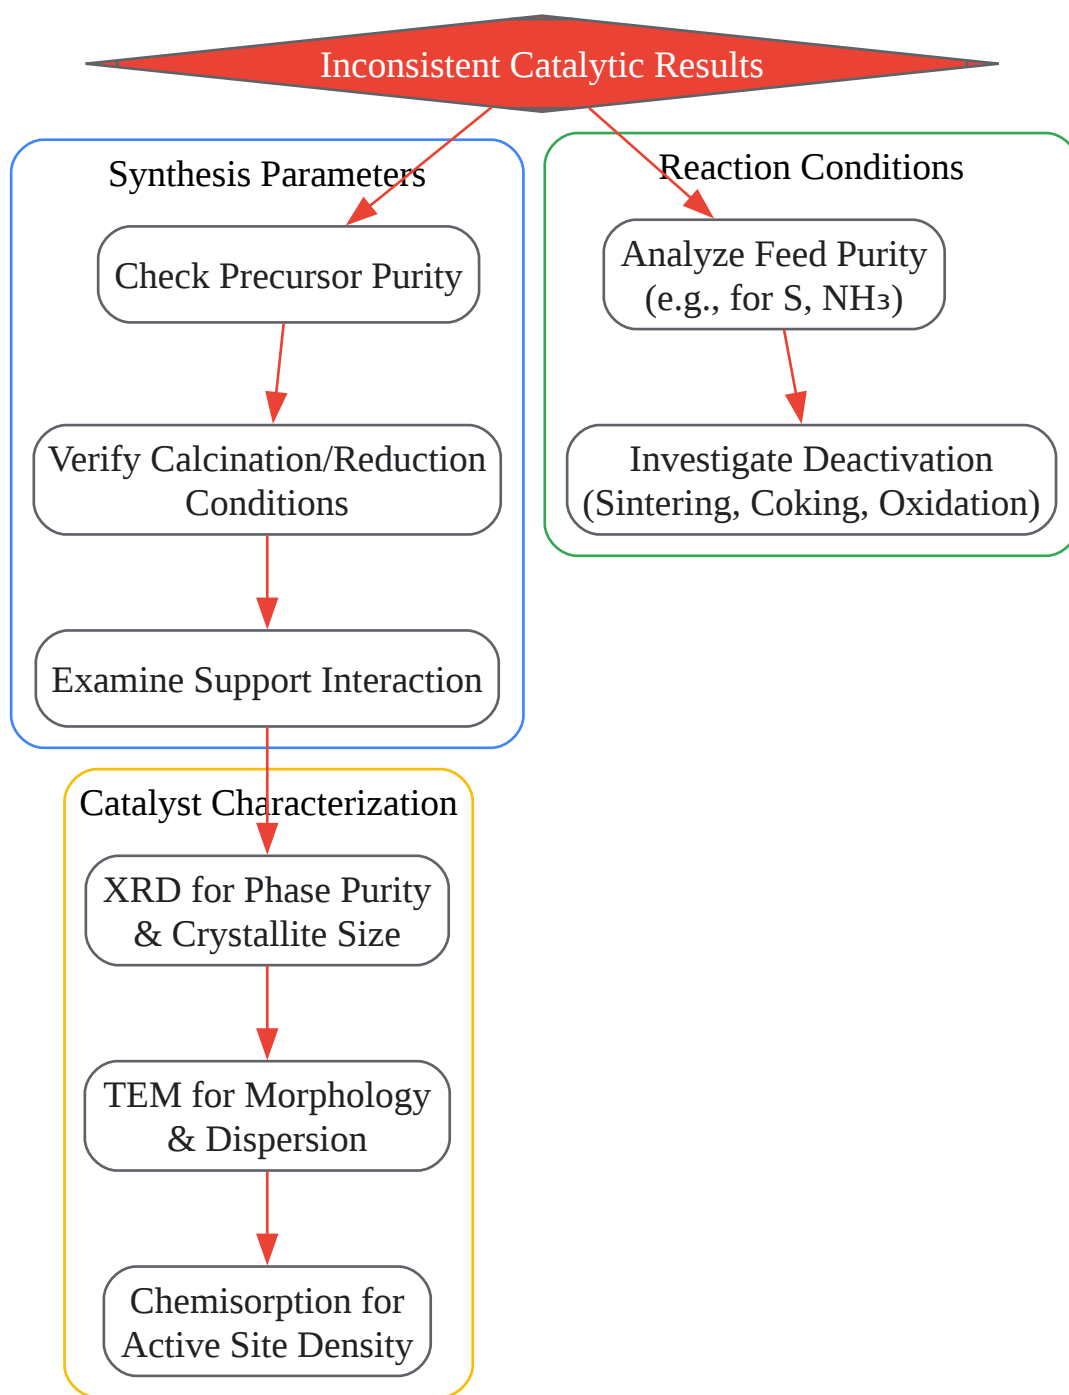 Inconsistent Catalytic Results
Synthesis Parameters
Check Precursor Purity
Verify Calcination/Reduction
Conditions
Examine Support Interaction
Catalyst Characterization
XRD for Phase Purity
& Crystallite Size
TEM for Morphology
& Dispersion
Chemisorption for
Active Site Density
Reaction Conditions
Analyze Feed Purity
(e.g., for S, NH₃)
Investigate Deactivation
(Sintering, Coking, Oxidation)